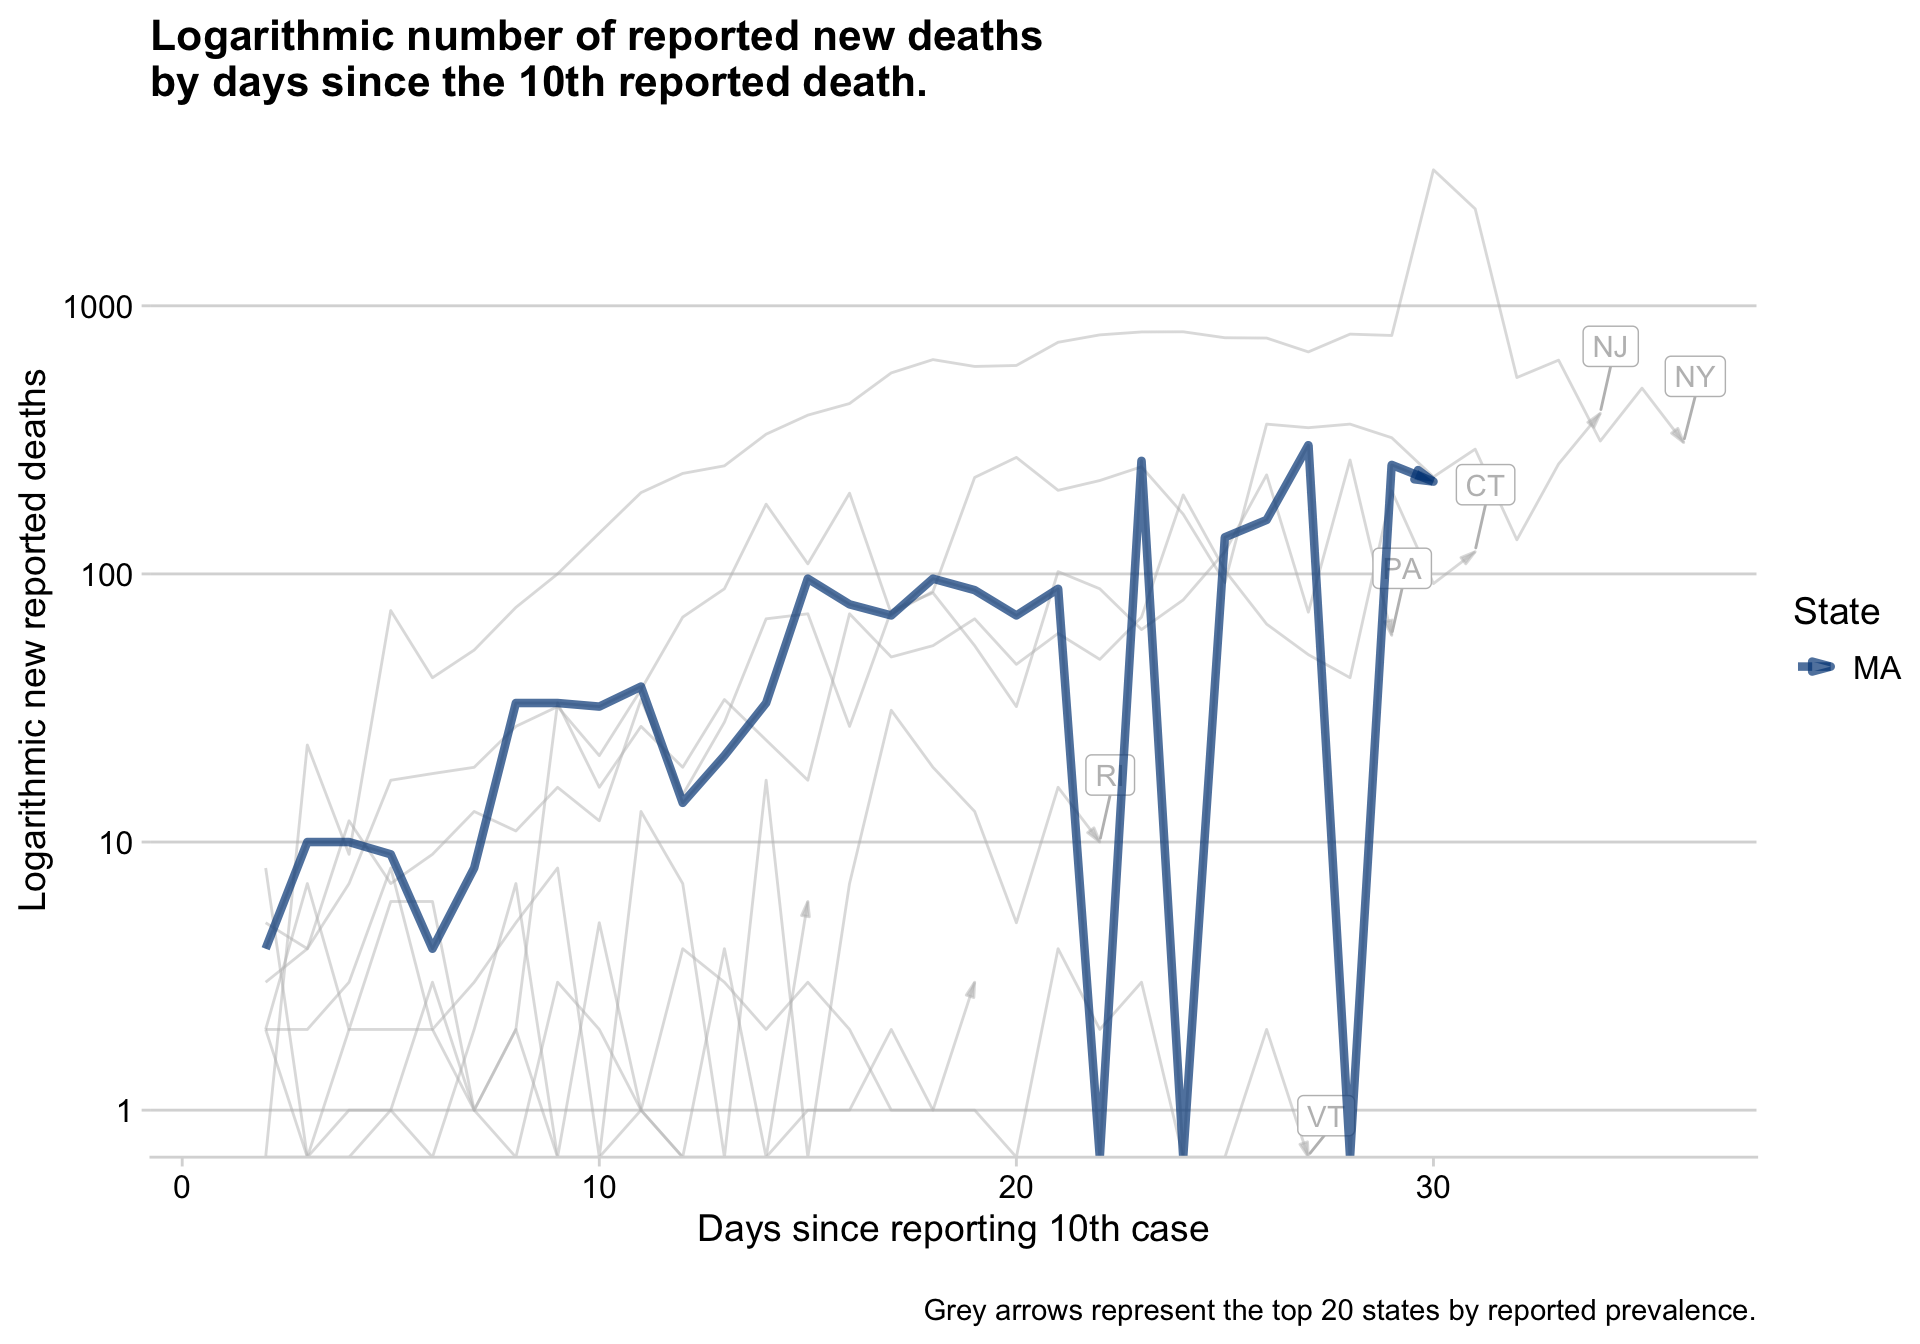 Logarithmic number of reported new deaths
by days since the 10th reported death.
Logarithmic new reported deaths
1000
100
10
1
NJ
NY
CT
PA
RI
VT
0
10
20
30
Days since reporting 10th case
State
MA
Grey arrows represent the top 20 states by reported prevalence.